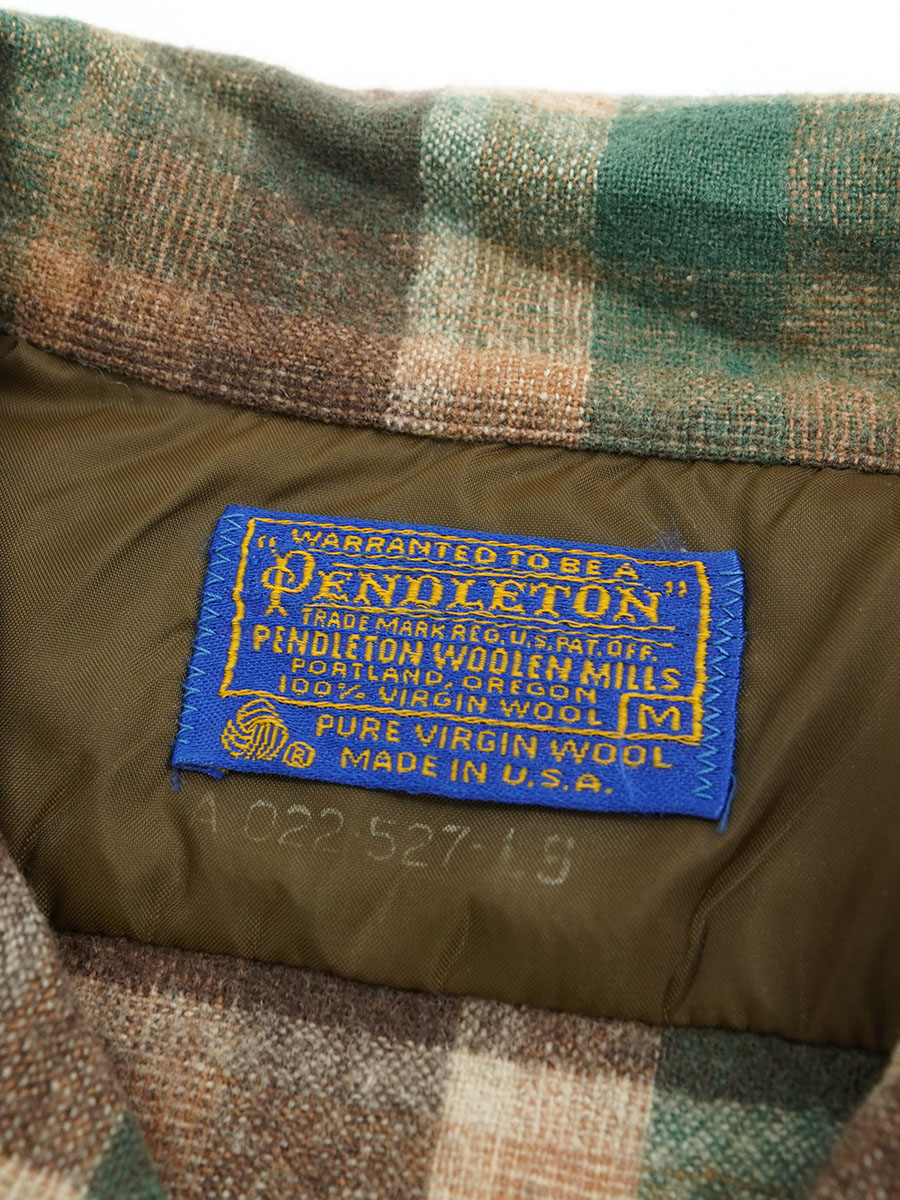 WARRANTED TO BE A
"PENDLETON"
TRADE MARK REG. U.S. PAT. OFF.
PENDLETON WOOLEN MILLS
PORTLAND, OREGON
100% VIRGIN WOOL M
PURE VIRGIN WOOL
® MADE IN U.S.A.
022-527-